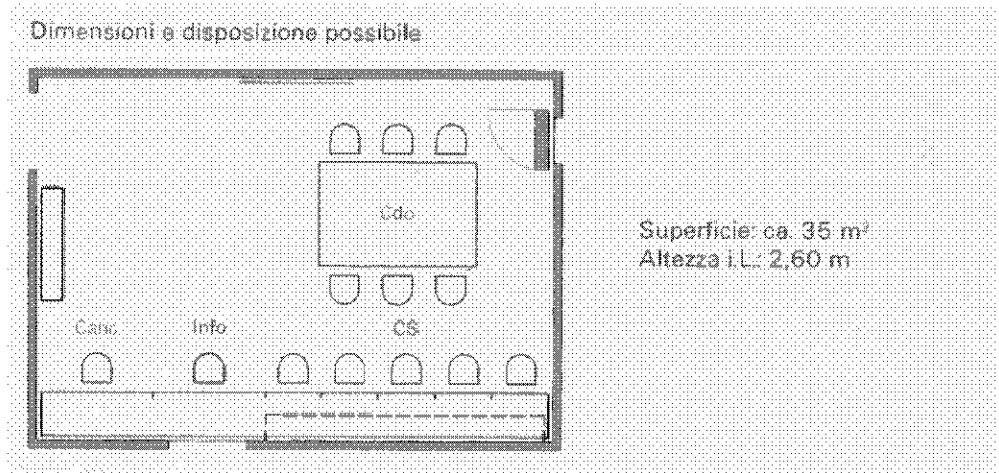 Dimensioni e disposizione possibile
Cdo
Superficie: ca. 35 m²
Altezza i.L.: 2,60 m
Canc
Info
CS